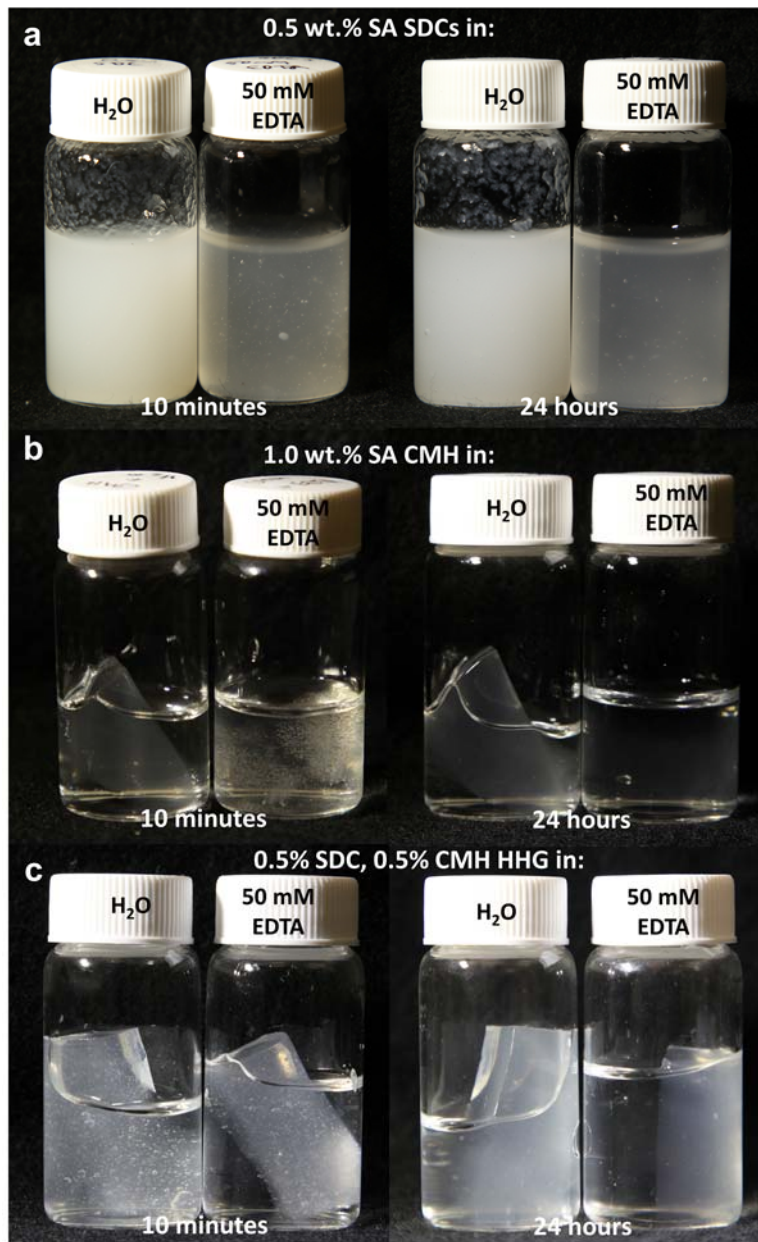 a
0.5 wt.% SA SDCs in:
H₂O
50 mM
EDTA
H₂O
50 mM
EDTA
10 minutes
24 hours
b
1.0 wt.% SA CMH in:
H₂O
50 mM
EDTA
H₂O
50 mM
EDTA
10 minutes
24 hours
c
0.5% SDC, 0.5% CMH HHG in:
H₂O
50 mM
EDTA
H₂O
50 mM
EDTA
10 minutes
24 hours